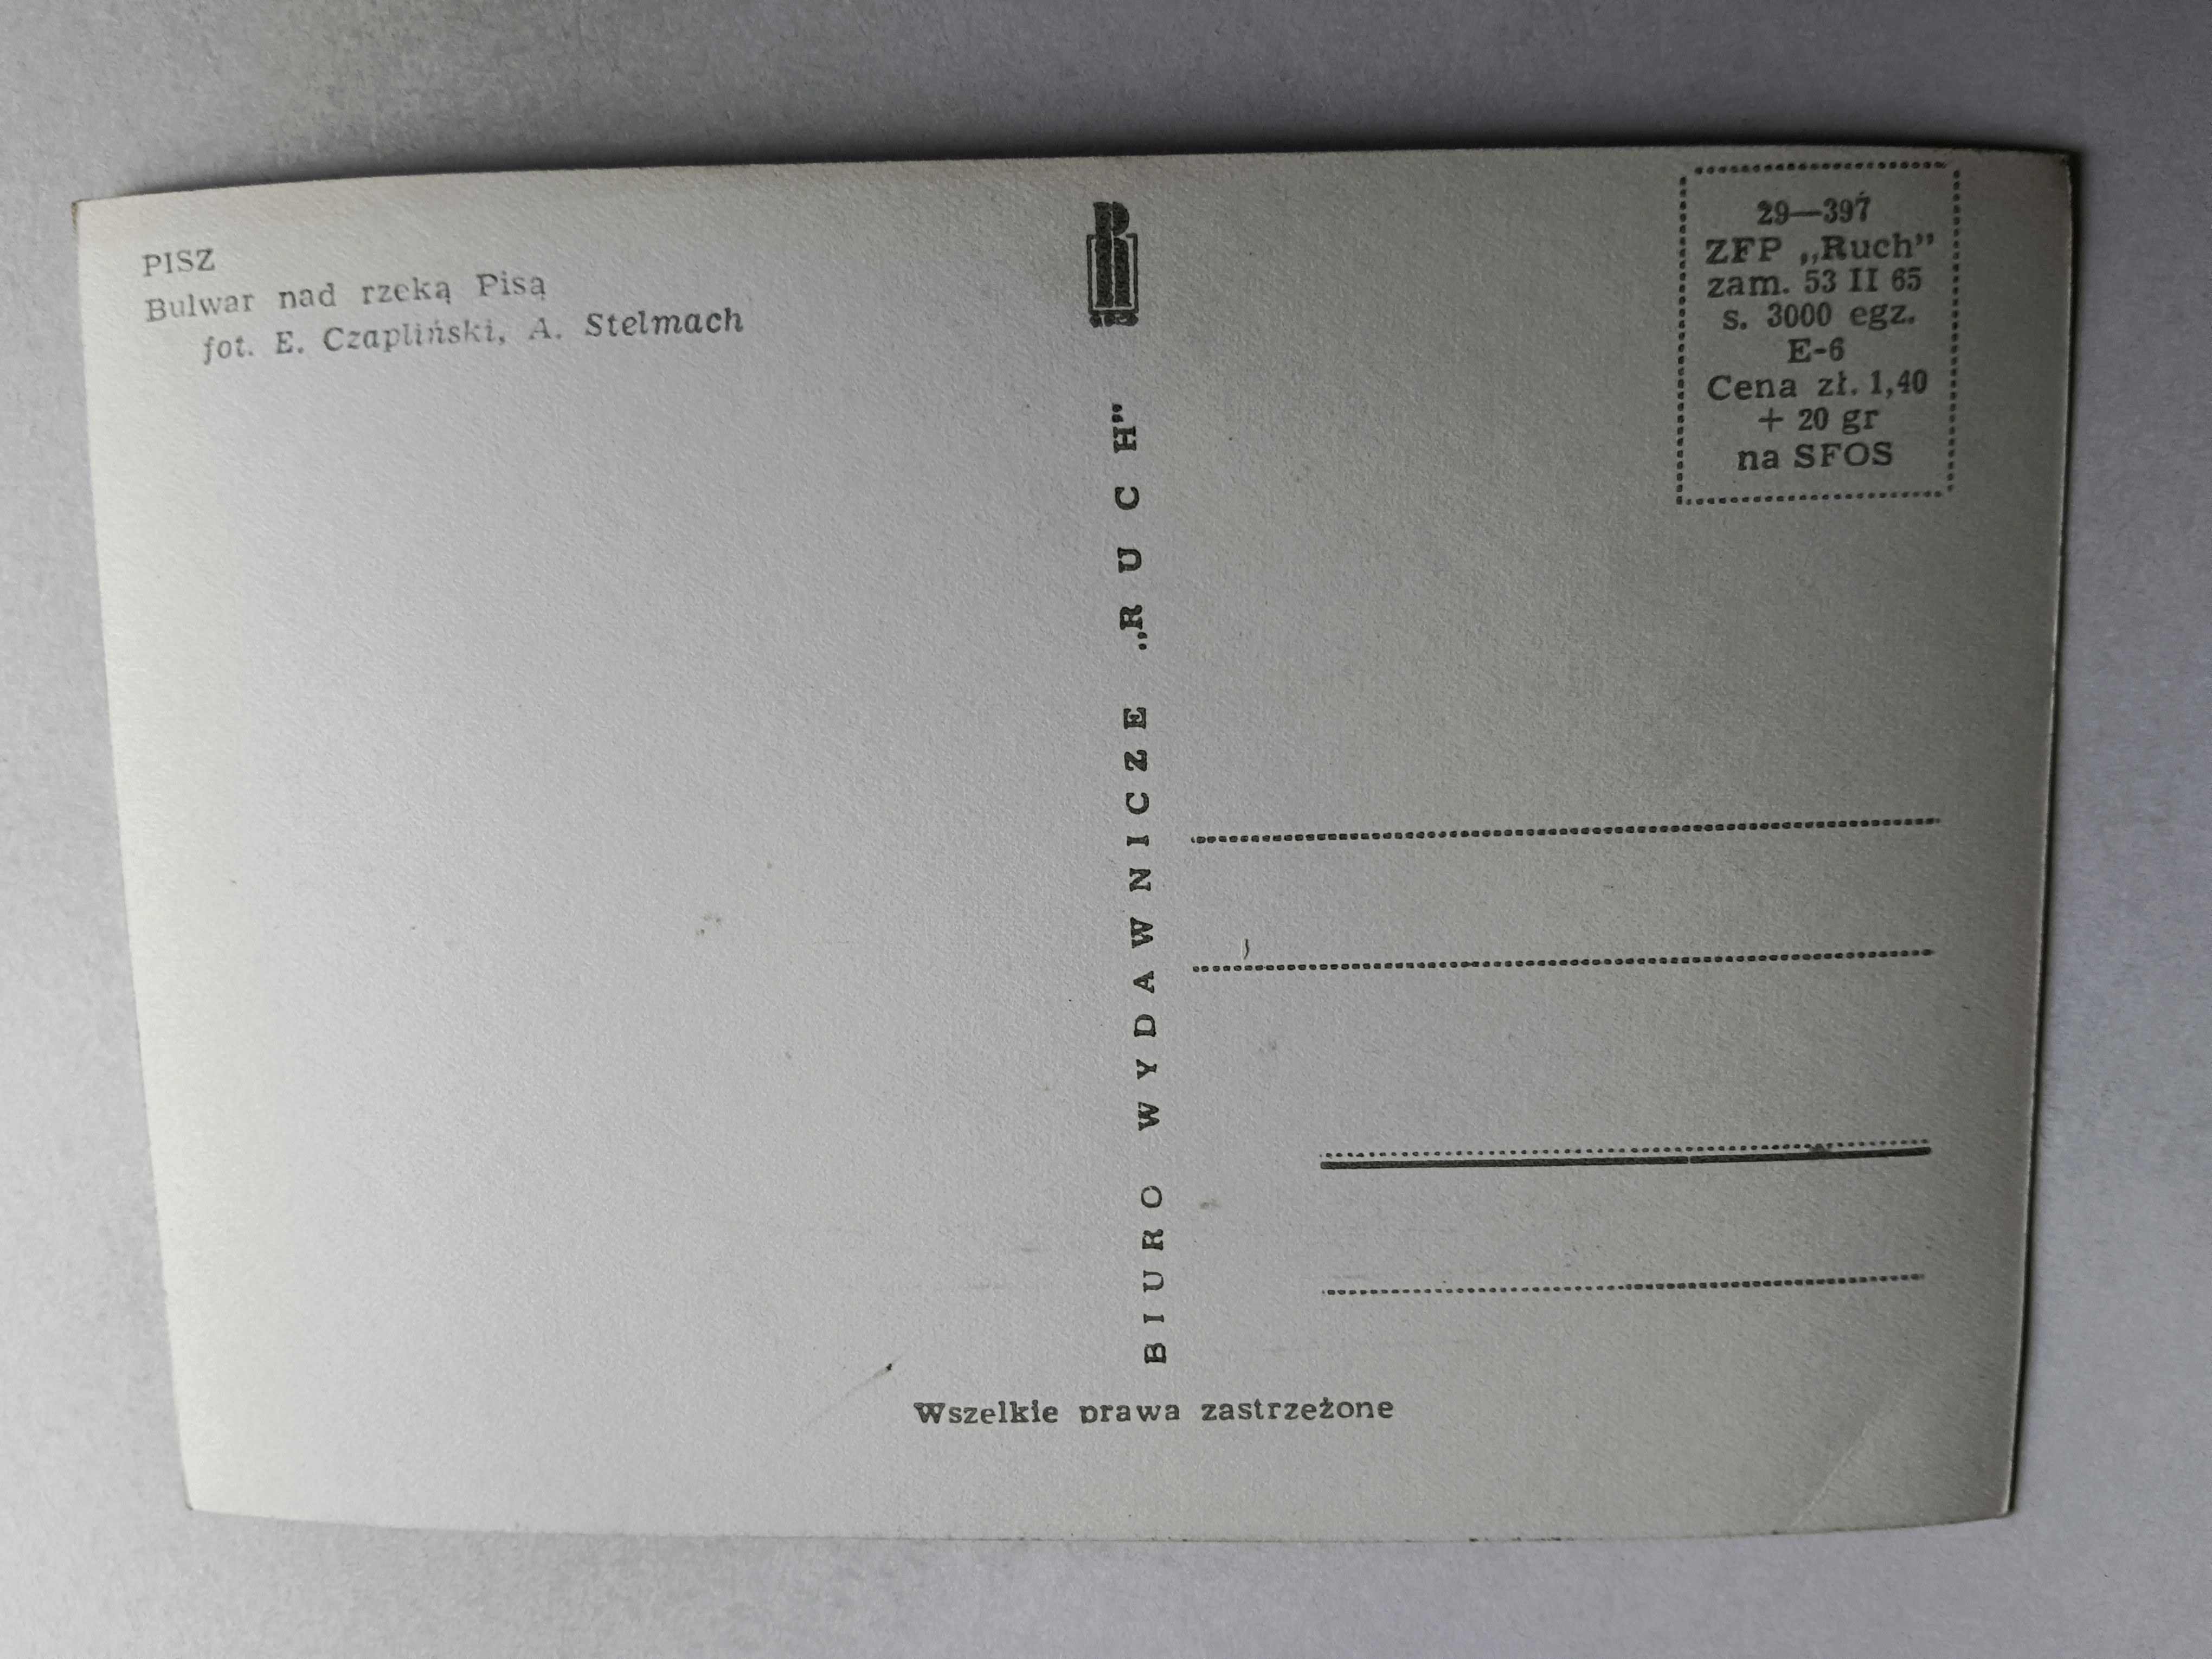 PISZ
Bulwar nad rzeką Pisą
fot. E. Czapliński, A. Stelmach
BIURO WYDAWNICZE „RUCH”
29—397
ZFP „Ruch”
zam. 53 II 65
s. 3000 egz.
E-6
Cena zł. 1,40
+ 20 gr
na SFOS
Wszelkie prawa zastrzeżone